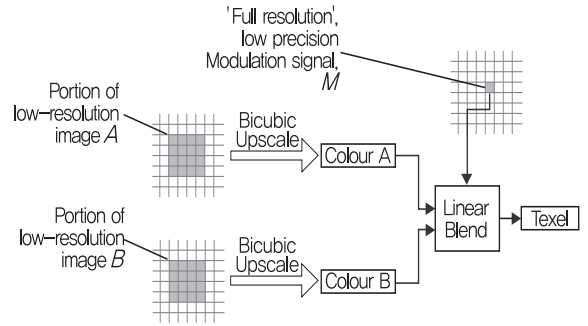 'Full resolution',
low precision
Modulation signal,
M
Portion of
low–resolution
image A
Bicubic
Upscale
Colour A
Linear
Blend
Texel
Portion of
low–resolution
image B
Bicubic
Upscale
Colour B